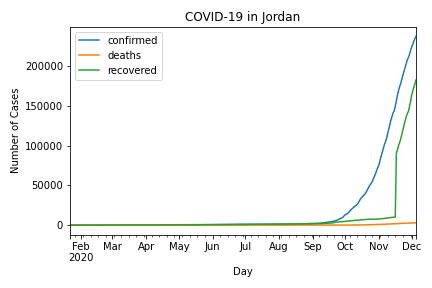 COVID-19 in Jordan
confirmed
deaths
recovered
Number of Cases
200000
150000
100000
50000
0
Feb Mar Apr May Jun Jul Aug Sep Oct Nov Dec
2020
Day